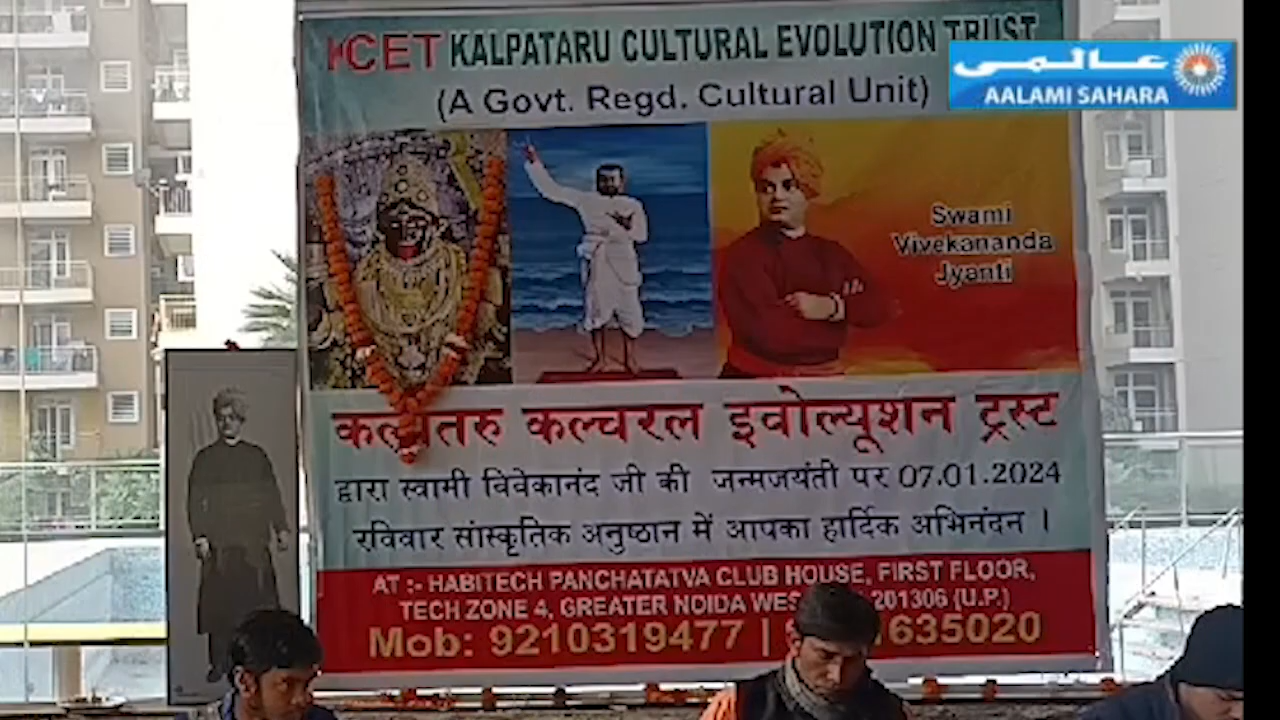 KCET KALPATARU CULTURAL EVOLUTION TRUST
(A Govt. Regd. Cultural Unit)
عالمی
AALAMI SAHARA
Swami
Vivekananda
Jyanti
कल्पतरु कल्चरल इवोल्यूशन ट्रस्ट
द्वारा स्वामी विवेकानंद जी की जन्मजयंती पर 07.01.2024
रविवार सांस्कृतिक अनुष्ठान में आपका हार्दिक अभिनंदन ।
AT :- HABITECH PANCHATATVA CLUB HOUSE, FIRST FLOOR,
TECH ZONE 4, GREATER NOIDA 201306 (U.P.)
Mob: 9210319477 |